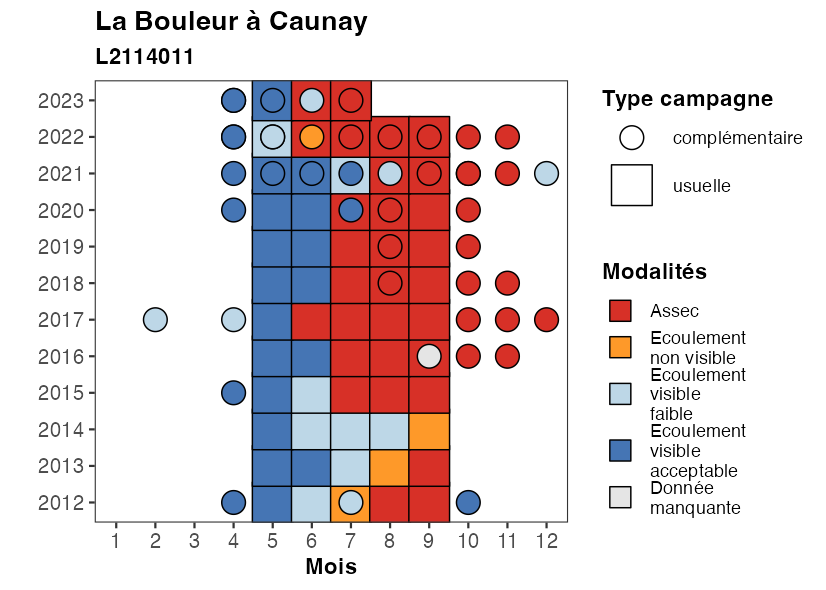 La Bouleur à Caunay
L2114011
2023
2022
2021
2020
2019
2018
2017
2016
2015
2014
2013
2012
1 2 3 4 5 6 7 8 9 10 11 12
Mois
Type campagne
complémentaire
usuelle
Modalités
Assec
Ecoulement
non visible
Ecoulement
visible
faible
Ecoulement
visible
acceptable
Donnée
manquante